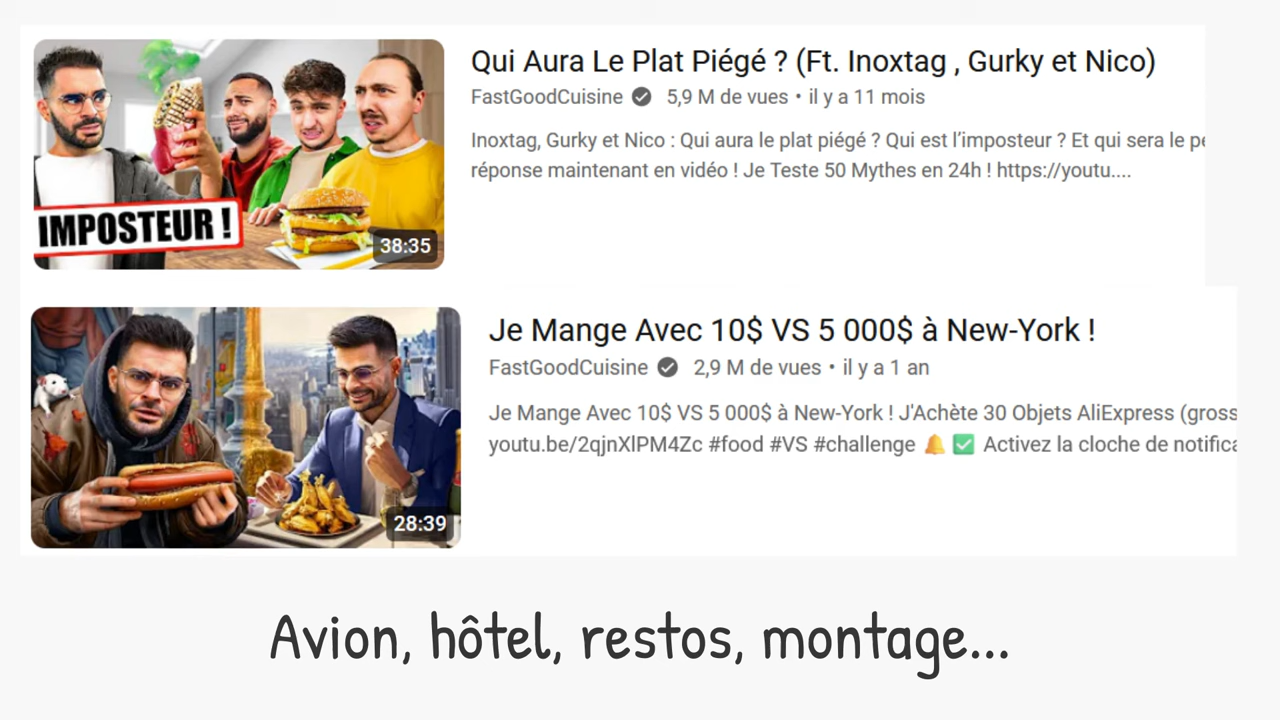 IMPOSTEUR !
38:35
Qui Aura Le Plat Piégé ? (Ft. Inoxtag , Gurky et Nico)
FastGoodCuisine 5,9 M de vues • il y a 11 mois
Inoxtag, Gurky et Nico : Qui aura le plat piégé ? Qui est l’imposteur ? Et qui sera le pe
réponse maintenant en vidéo ! Je Teste 50 Mythes en 24h ! https://youtu....
28:39
Je Mange Avec 10$ VS 5 000$ à New-York !
FastGoodCuisine 2,9 M de vues • il y a 1 an
Je Mange Avec 10$ VS 5 000$ à New-York ! J'Achète 30 Objets AliExpress (gross
youtu.be/2qjnXlPM4Zc #food #VS #challenge 🔔 ✅ Activez la cloche de notifica
Avion, hôtel, restos, montage...